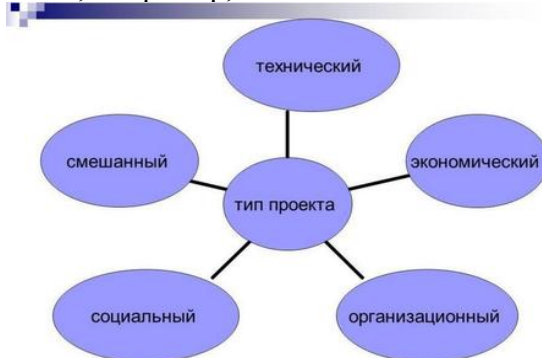 технический
смешанный
экономический
тип проекта
социальный
организационный